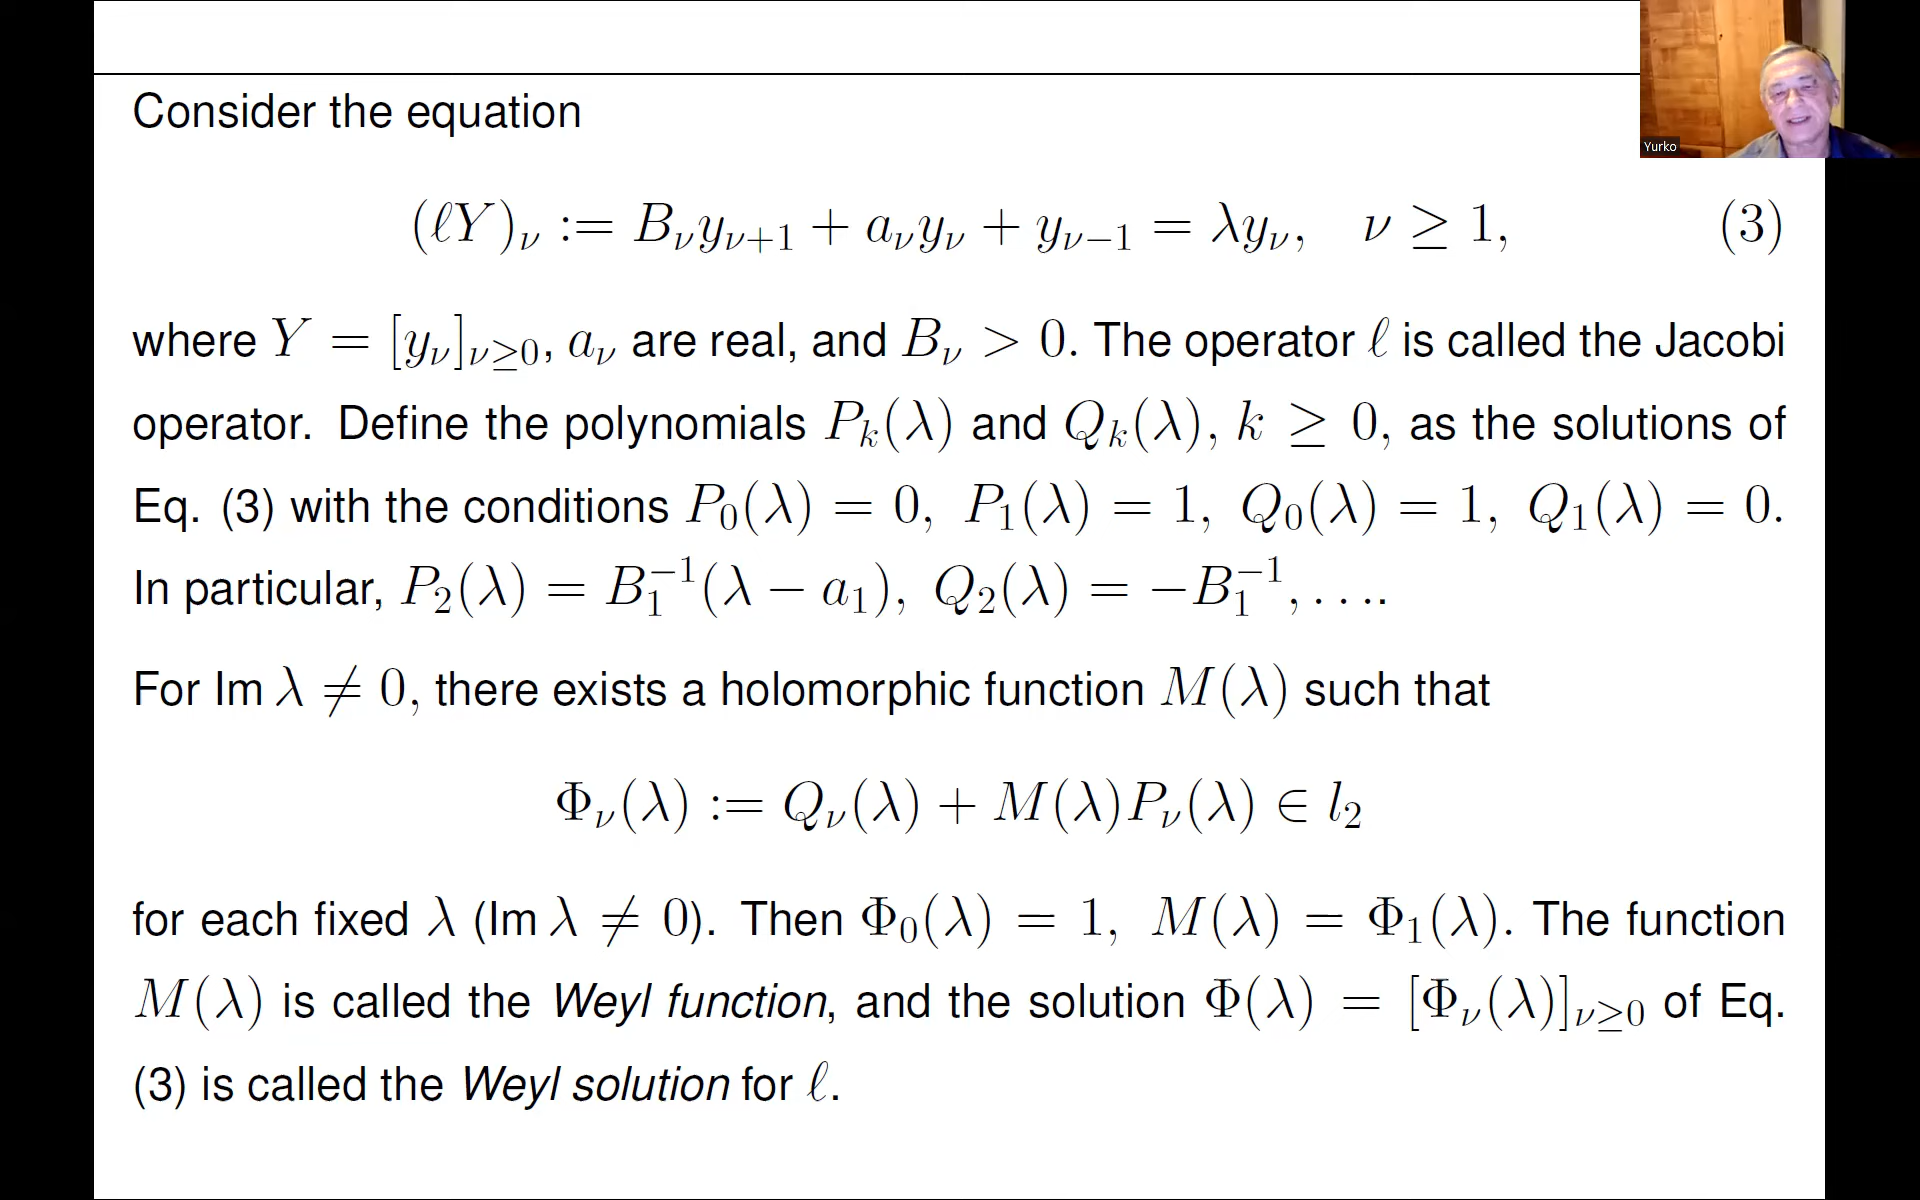 Yurko
Consider the equation
(ℓY)_ν := B_ν y_{ν+1} + a_ν y_ν + y_{ν−1} = λy_ν, ν ≥ 1, (3)
where Y = [y_ν]_{ν≥0}, a_ν are real, and B_ν > 0. The operator ℓ is called the Jacobi
operator. Define the polynomials P_k(λ) and Q_k(λ), k ≥ 0, as the solutions of
Eq. (3) with the conditions P_0(λ) = 0, P_1(λ) = 1, Q_0(λ) = 1, Q_1(λ) = 0.
In particular, P_2(λ) = B_1^{−1}(λ − a_1), Q_2(λ) = −B_1^{−1}, . . ..
For Im λ ≠ 0, there exists a holomorphic function M(λ) such that
Φ_ν(λ) := Q_ν(λ) + M(λ)P_ν(λ) ∈ l_2
for each fixed λ (Im λ ≠ 0). Then Φ_0(λ) = 1, M(λ) = Φ_1(λ). The function
M(λ) is called the Weyl function, and the solution Φ(λ) = [Φ_ν(λ)]_{ν≥0} of Eq.
(3) is called the Weyl solution for ℓ.